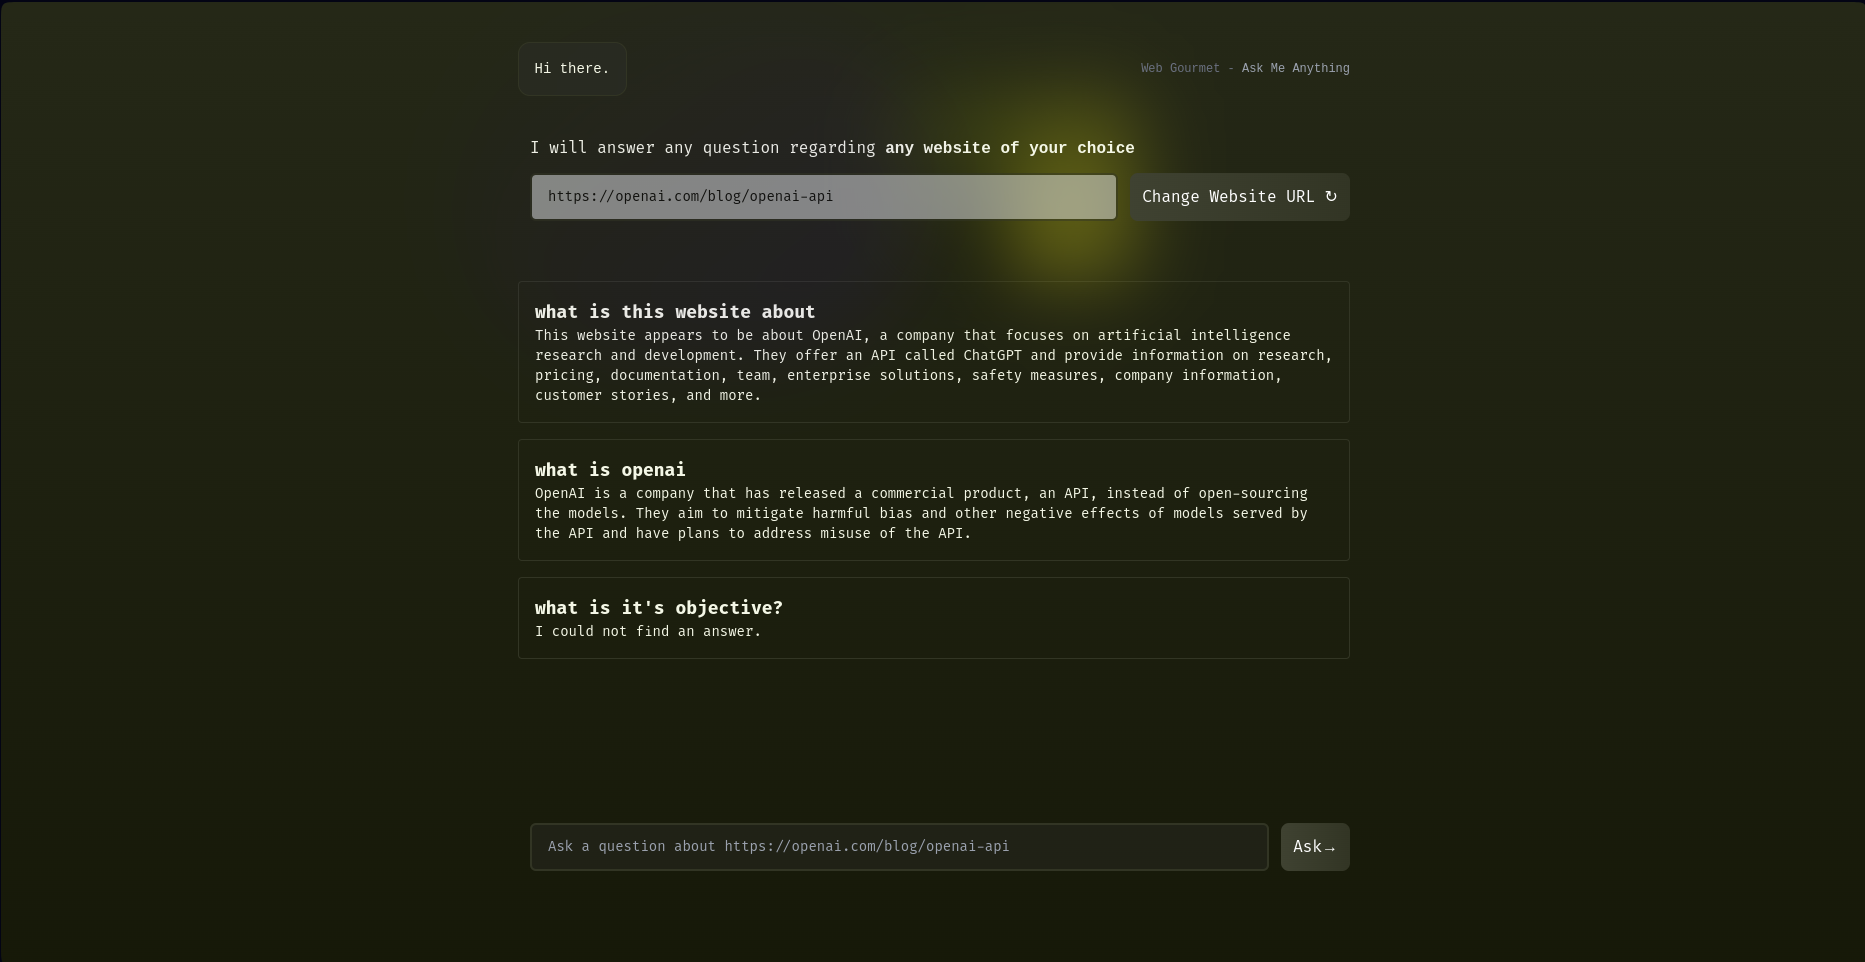 Hi there.
Web Gourmet - Ask Me Anything
I will answer any question regarding any website of your choice
https://openai.com/blog/openai-api
Change Website URL ↻
what is this website about
This website appears to be about OpenAI, a company that focuses on artificial intelligence
research and development. They offer an API called ChatGPT and provide information on research,
pricing, documentation, team, enterprise solutions, safety measures, company information,
customer stories, and more.
what is openai
OpenAI is a company that has released a commercial product, an API, instead of open-sourcing
the models. They aim to mitigate harmful bias and other negative effects of models served by
the API and have plans to address misuse of the API.
what is it's objective?
I could not find an answer.
Ask a question about https://openai.com/blog/openai-api
Ask→